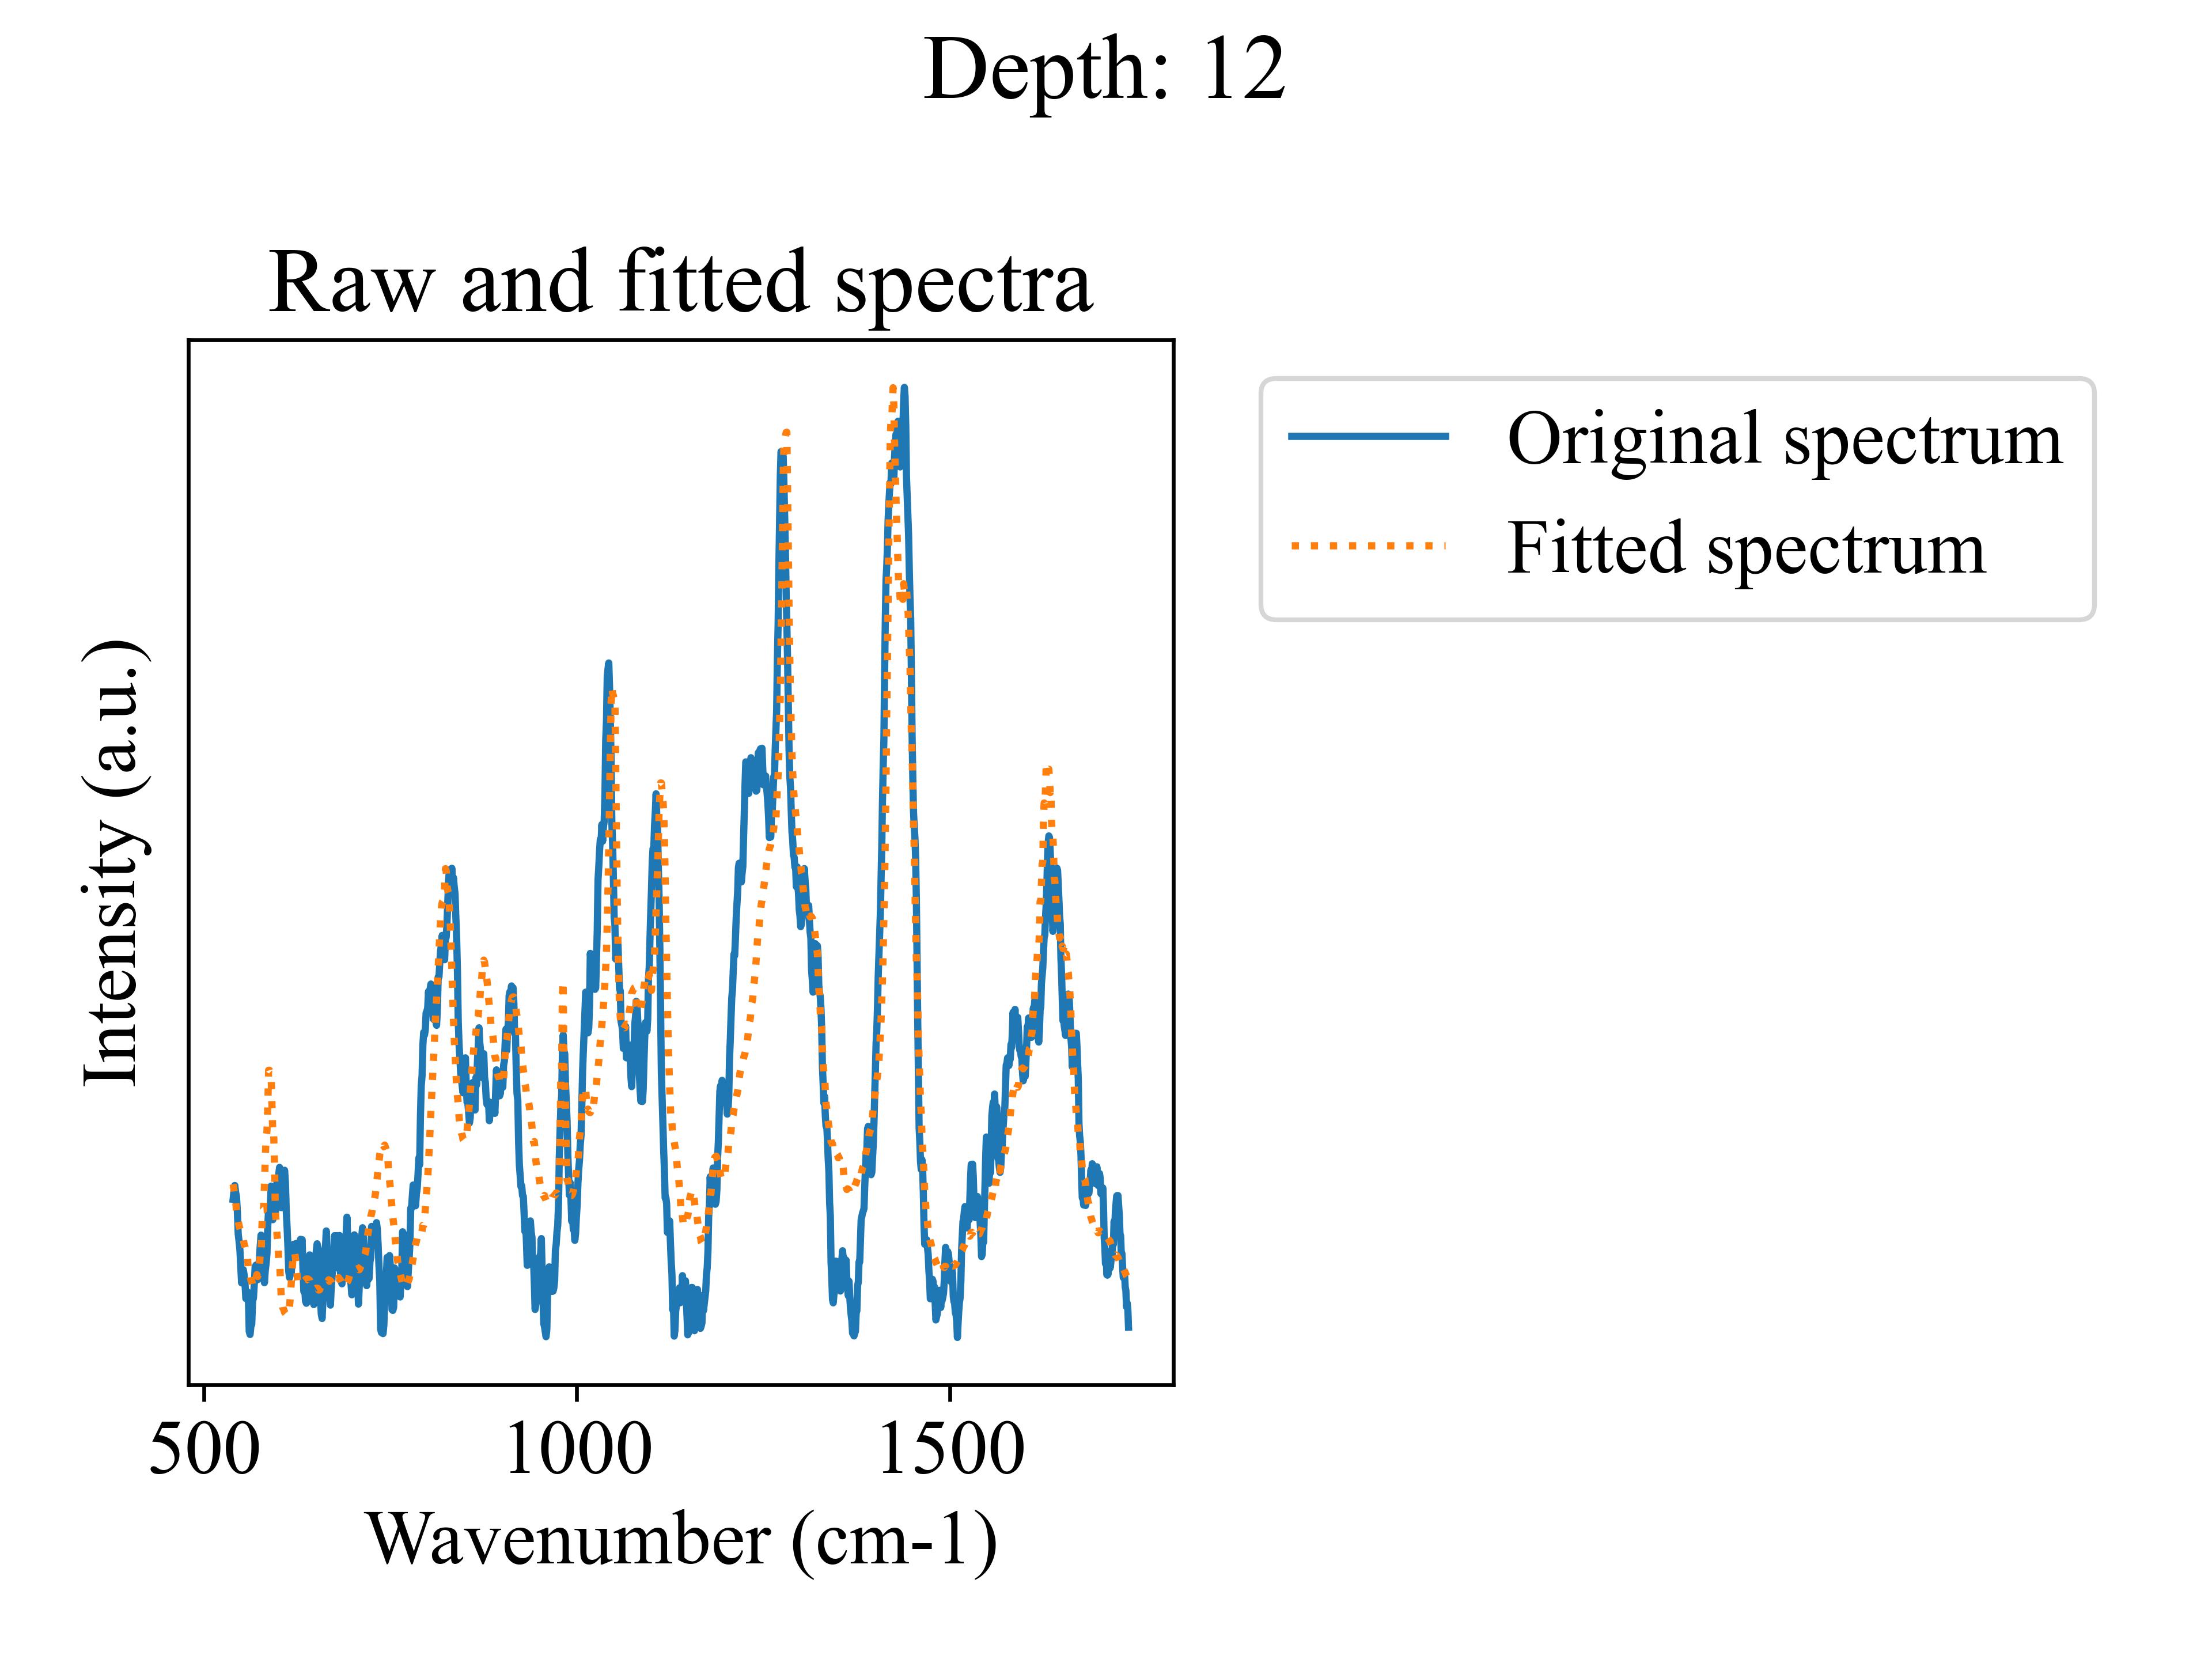 Depth: 12
Raw and fitted spectra
Original spectrum
Fitted spectrum
Intensity (a.u.)
500 1000 1500
Wavenumber (cm-1)